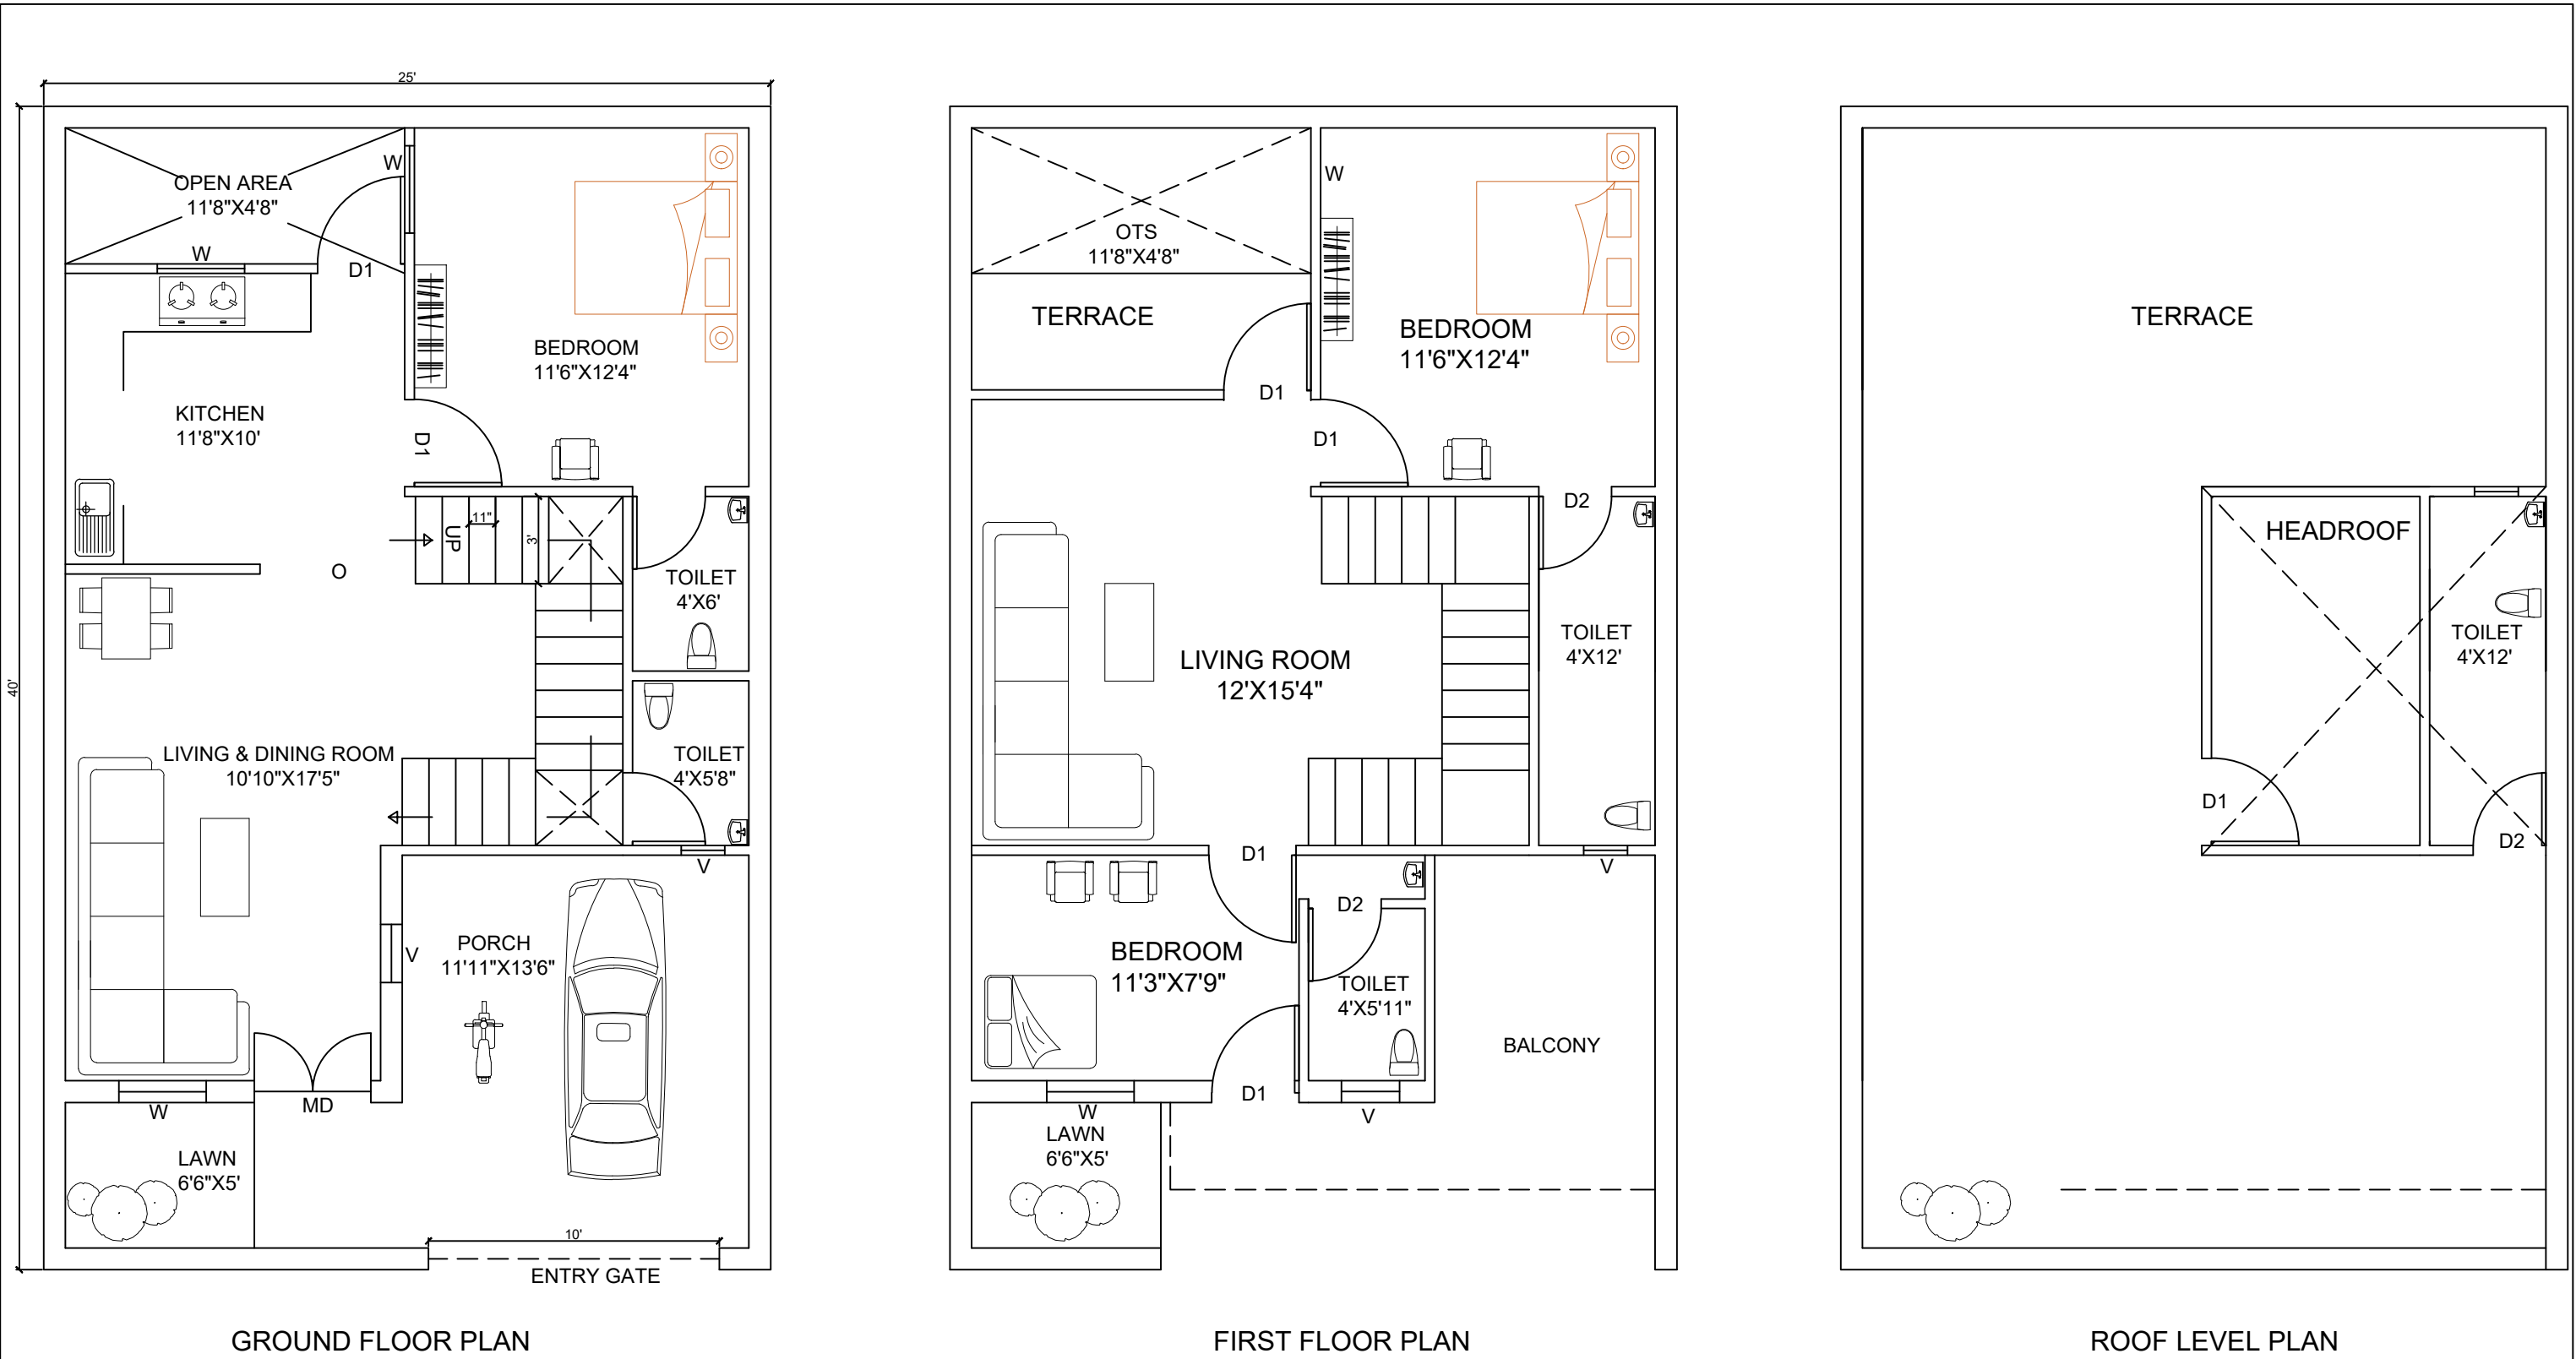 25'
40'
OPEN AREA
11'8"X4'8"
W
W
D1
BEDROOM
11'6"X12'4"
KITCHEN
11'8"X10'
D1
UP
11"
3'
O
TOILET
4'X6'
LIVING & DINING ROOM
10'10"X17'5"
TOILET
4'X5'8"
V
V
PORCH
11'11"X13'6"
MD
W
LAWN
6'6"X5'
10'
ENTRY GATE
GROUND FLOOR PLAN
W
OTS
11'8"X4'8"
TERRACE
BEDROOM
11'6"X12'4"
D1
D1
D2
TOILET
4'X12'
LIVING ROOM
12'X15'4"
D1
V
D2
BEDROOM
11'3"X7'9"
TOILET
4'X5'11"
BALCONY
D1
W
V
LAWN
6'6"X5'
FIRST FLOOR PLAN
TERRACE
HEADROOF
TOILET
4'X12'
D1
D2
ROOF LEVEL PLAN